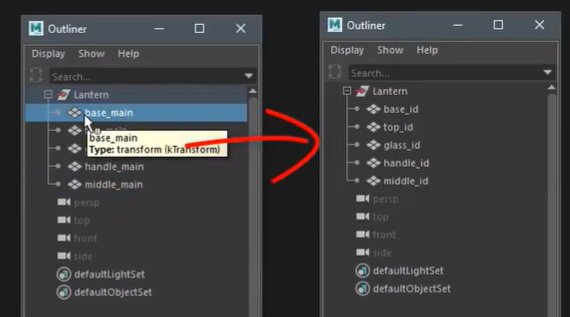 Outliner
Display Show Help
Search...
Lantern
base_main
base_main
Type: transform (kTransform)
handle_main
middle_main
persp
top
front
side
defaultLightSet
defaultObjectSet
Outliner
Display Show Help
Search...
Lantern
base_id
top_id
glass_id
handle_id
middle_id
persp
top
front
side
defaultLightSet
defaultObjectSet